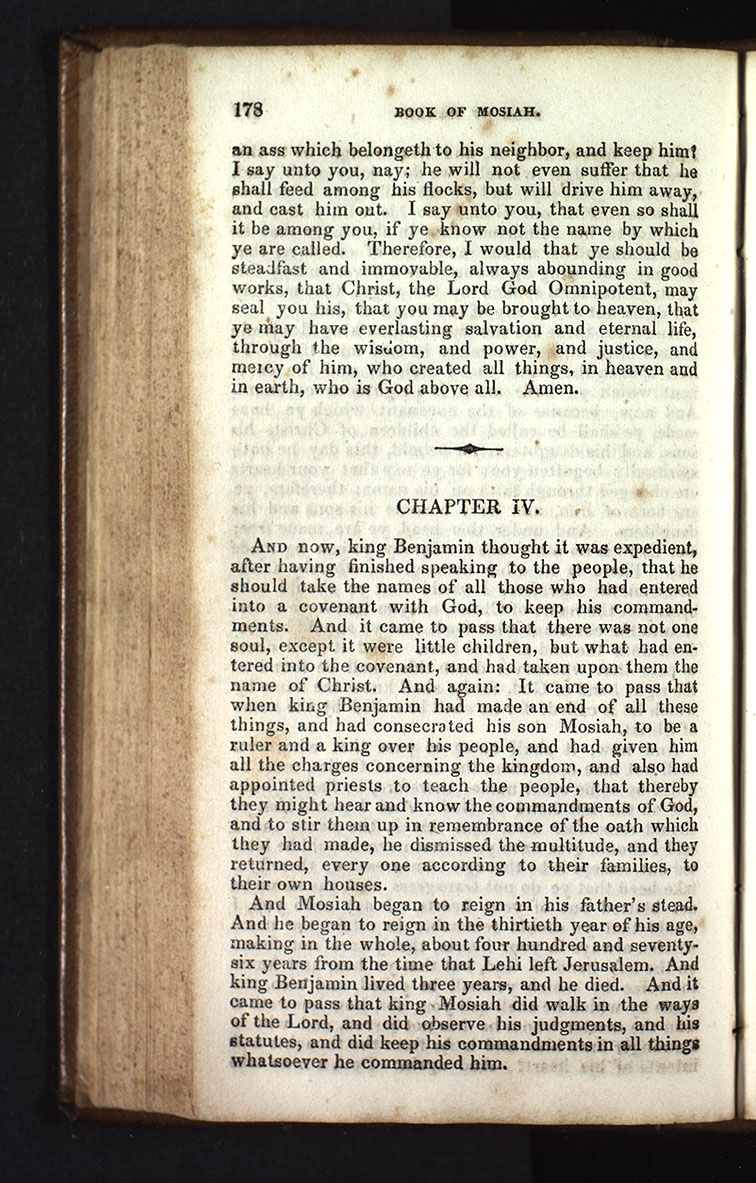 178 BOOK OF MOSIAH.
an ass which belongeth to his neighbor, and keep him?
I say unto you, nay; he will not even suffer that he
shall feed among his flocks, but will drive him away,
and cast him out. I say unto you, that even so shall
it be among you, if ye know not the name by which
ye are called. Therefore, I would that ye should be
steadfast and immovable, always abounding in good
works, that Christ, the Lord God Omnipotent, may
seal you his, that you may be brought to heaven, that
ye may have everlasting salvation and eternal life,
through the wisdom, and power, and justice, and
mercy of him, who created all things, in heaven and
in earth, who is God above all. Amen.
CHAPTER IV.
AND now, king Benjamin thought it was expedient,
after having finished speaking to the people, that he
should take the names of all those who had entered
into a covenant with God, to keep his command-
ments. And it came to pass that there was not one
soul, except it were little children, but what had en-
tered into the covenant, and had taken upon them the
name of Christ. And again: It came to pass that
when king Benjamin had made an end of all these
things, and had consecrated his son Mosiah, to be a
ruler and a king over his people, and had given him
all the charges concerning the kingdom, and also had
appointed priests to teach the people, that thereby
they might hear and know the commandments of God,
and to stir them up in remembrance of the oath which
they had made, he dismissed the multitude, and they
returned, every one according to their families, to
their own houses.
And Mosiah began to reign in his father's stead.
And he began to reign in the thirtieth year of his age,
making in the whole, about four hundred and seventy-
six years from the time that Lehi left Jerusalem. And
king Benjamin lived three years, and he died. And it
came to pass that king Mosiah did walk in the ways
of the Lord, and did observe his judgments, and his
statutes, and did keep his commandments in all things
whatsoever he commanded him.